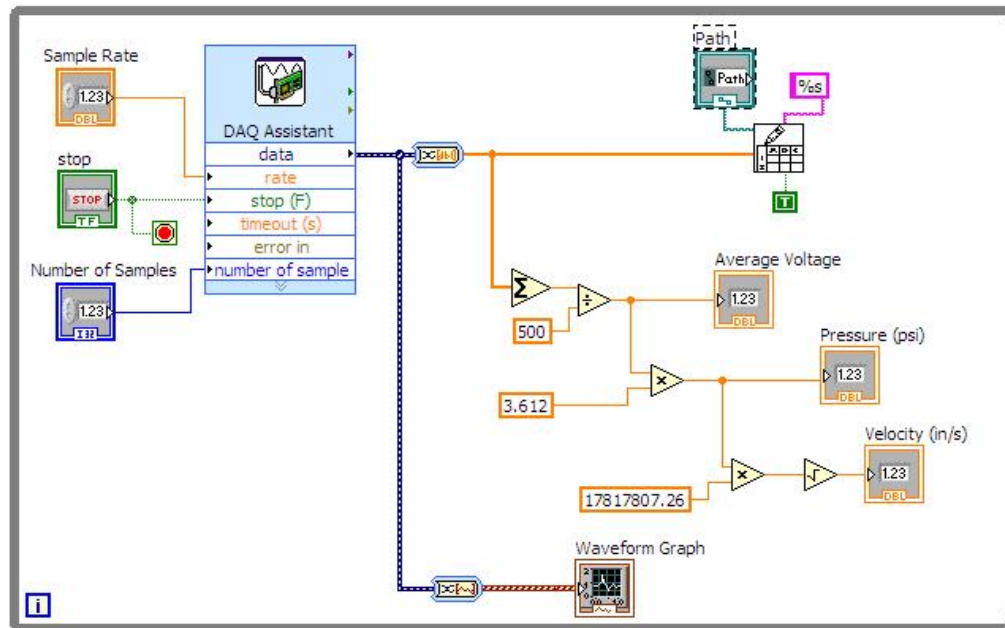 Sample Rate
1.23
DBL
stop
STOP
TF
Number of Samples
1.23
I32
DAQ Assistant
data
rate
stop (F)
timeout (s)
error in
number of sample
Path
Path
%s
T
Average Voltage
1.23
DBL
500
Pressure (psi)
1.23
DBL
3.612
Velocity (in/s)
1.23
DBL
17817807.26
Waveform Graph
i